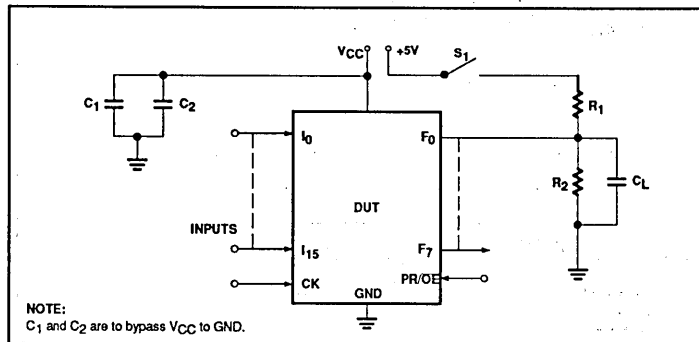 VCC +5V S1
C1 C2
R1
I0 F0
R2 CL
DUT
INPUTS
I15 F7
PR/OE
CK
GND
NOTE:
C1 and C2 are to bypass VCC to GND.